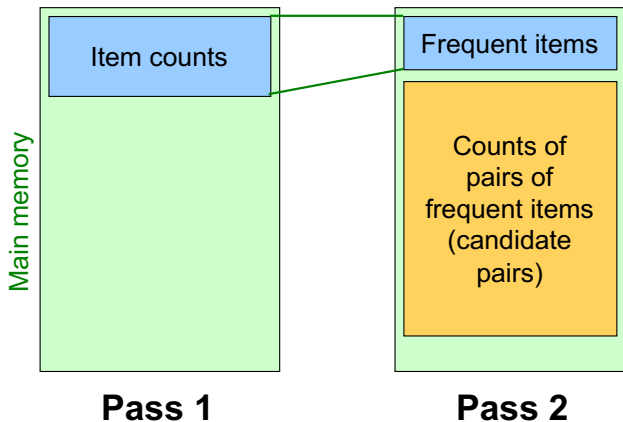 Item counts
Frequent items
Main memory
Counts of
pairs of
frequent items
(candidate
pairs)
Pass 1
Pass 2